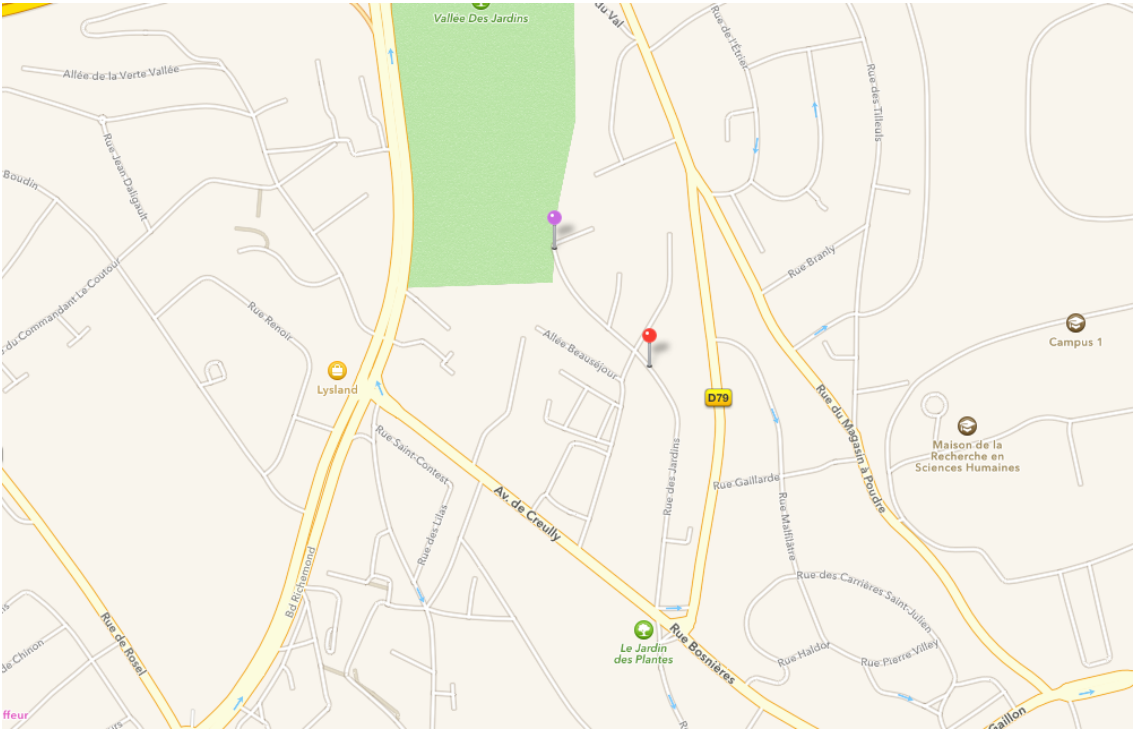 Vallée Des Jardins
du Val
Rue de l'Étrier
Allée de la Verte Vallée
Rue des Tilleuls
Rue Jean Daligault
Boudin
Rue Branly
du Commandant Le Coutour
Rue Renoir
Campus 1
Allée Beauséjour
Lysland
D79
Rue du Magasin à Poudre
Maison de la
Recherche en
Sciences Humaines
Rue Saint-Contest
Rue des Jardins
Rue Gaillarde
Av. de Creully
Rue des Lilas
Rue Malfilâtre
Bd Richemond
Rue des Carrières Saint-Julien
Rue de Rosel
Le Jardin
des Plantes
Rue Bosnières
Rue Haldor
Rue Pierre Villey
de Chinon
ffeur
Gaillon